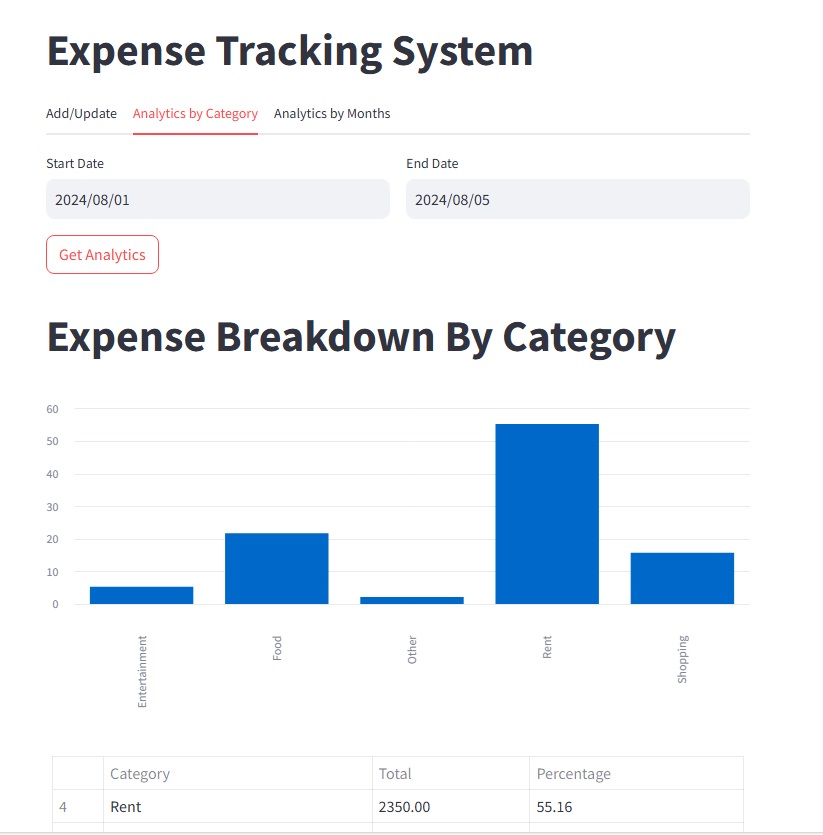 Expense Tracking System
Add/Update Analytics by Category Analytics by Months
Start Date End Date
2024/08/01 2024/08/05
Get Analytics
Expense Breakdown By Category
60
50
40
30
20
10
0
Entertainment Food Other Rent Shopping
Category Total Percentage
4 Rent 2350.00 55.16